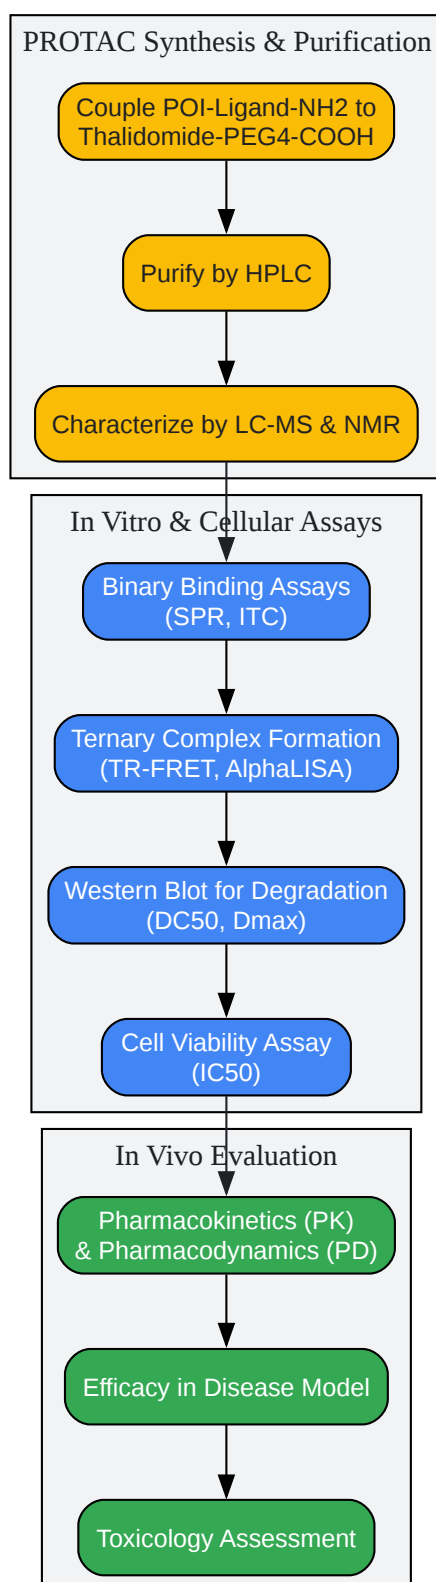 PROTAC Synthesis & Purification
Couple POI-Ligand-NH2 to
Thalidomide-PEG4-COOH
Purify by HPLC
Characterize by LC-MS & NMR
In Vitro & Cellular Assays
Binary Binding Assays
(SPR, ITC)
Ternary Complex Formation
(TR-FRET, AlphaLISA)
Western Blot for Degradation
(DC50, Dmax)
Cell Viability Assay
(IC50)
In Vivo Evaluation
Pharmacokinetics (PK)
& Pharmacodynamics (PD)
Efficacy in Disease Model
Toxicology Assessment